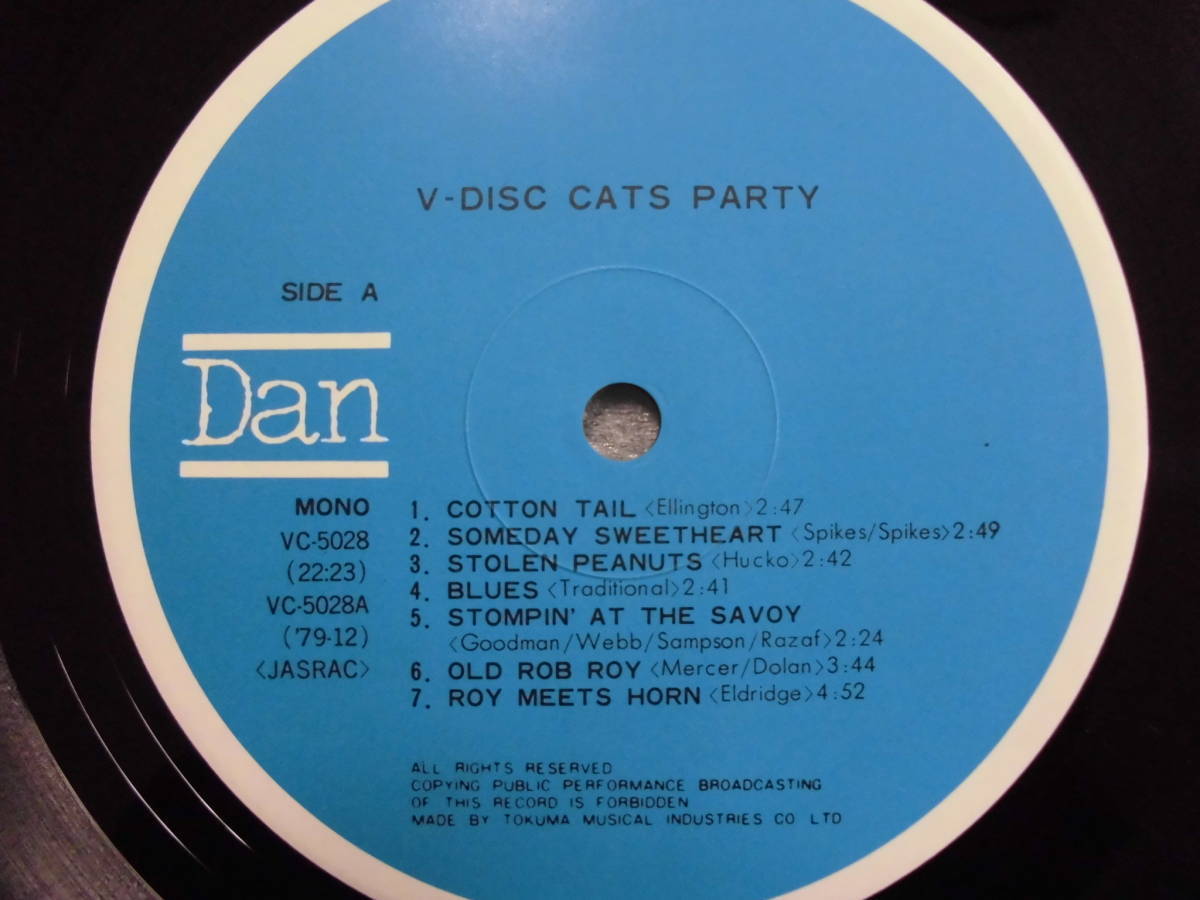 V-DISC CATS PARTY
SIDE A
Dan
MONO
VC-5028
(22:23)
VC-5028A
('79-12)
<JASRAC>
1. COTTON TAIL <Ellington>2:47
2. SOMEDAY SWEETHEART <Spikes/Spikes>2:49
3. STOLEN PEANUTS <Hucko>2:42
4. BLUES <Traditional>2:41
5. STOMPIN' AT THE SAVOY
<Goodman/Webb/Sampson/Razaf>2:24
6. OLD ROB ROY <Mercer/Dolan>3:44
7. ROY MEETS HORN <Eldridge>4:52
ALL RIGHTS RESERVED
COPYING PUBLIC PERFORMANCE BROADCASTING
OF THIS RECORD IS FORBIDDEN
MADE BY TOKUMA MUSICAL INDUSTRIES CO LTD